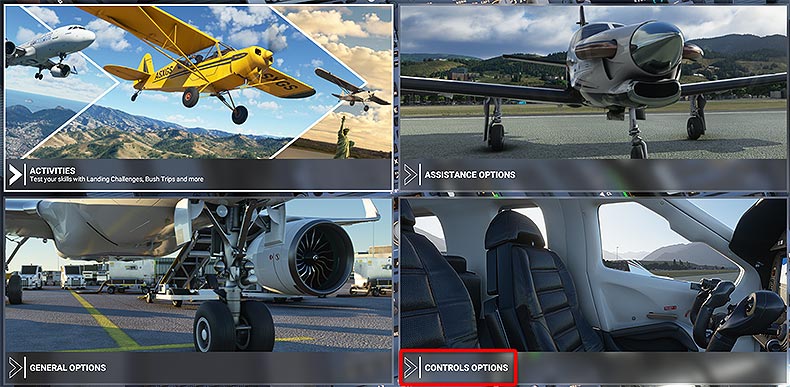 ACTIVITIES
Test your skills with Landing Challenges, Bush Trips and more
ASSISTANCE OPTIONS
GENERAL OPTIONS
CONTROLS OPTIONS